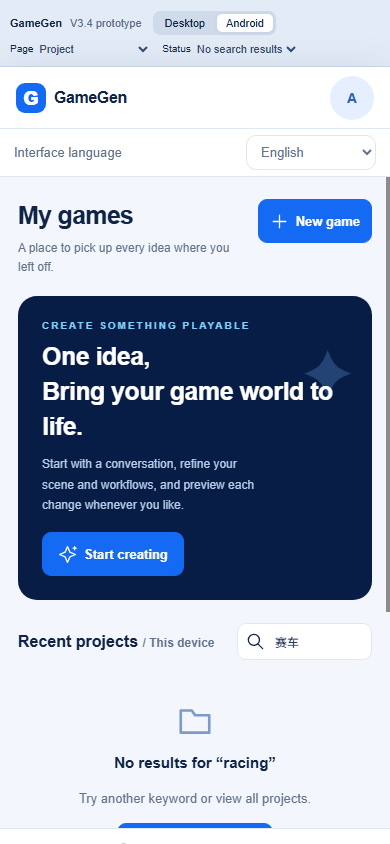 GameGen V3.4 prototype Desktop Android
Page Project Status No search results
G GameGen A
Interface language English
My games
New game
A place to pick up every idea where you
left off.
CREATE SOMETHING PLAYABLE
One idea,
Bring your game world to
life.
Start with a conversation, refine your
scene and workflows, and preview each
change whenever you like.
Start creating
Recent projects / This device 赛车
No results for “racing”
Try another keyword or view all projects.